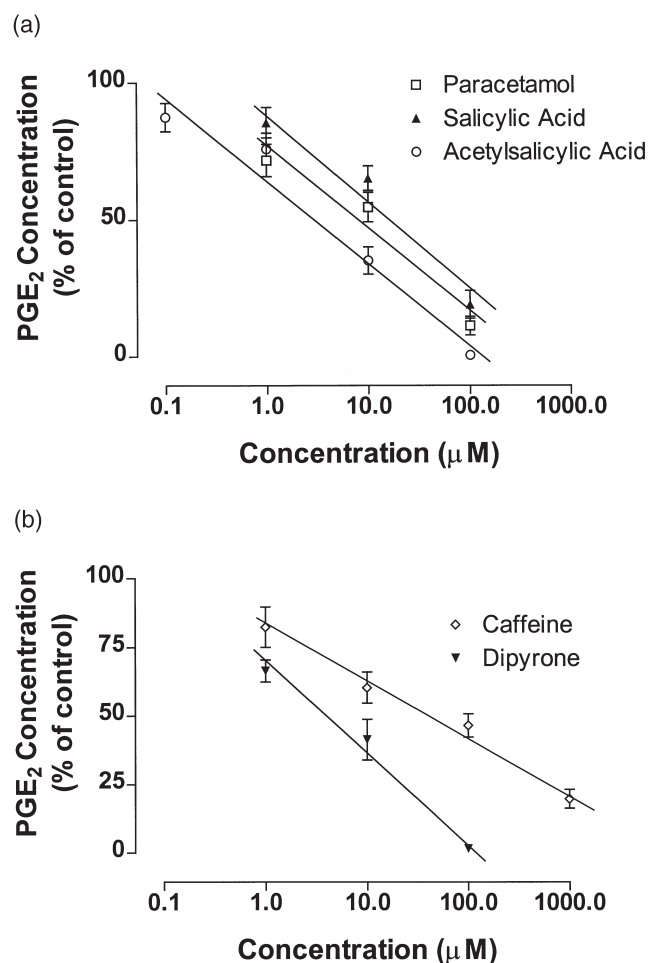 (a)
100
50
0
PGE₂ Concentration
(% of control)
Paracetamol
Salicylic Acid
Acetylsalicylic Acid
0.1 1.0 10.0 100.0 1000.0
Concentration (μM)
(b)
100
75
50
25
0
PGE₂ Concentration
(% of control)
Caffeine
Dipyrone
0.1 1.0 10.0 100.0 1000.0
Concentration (μM)